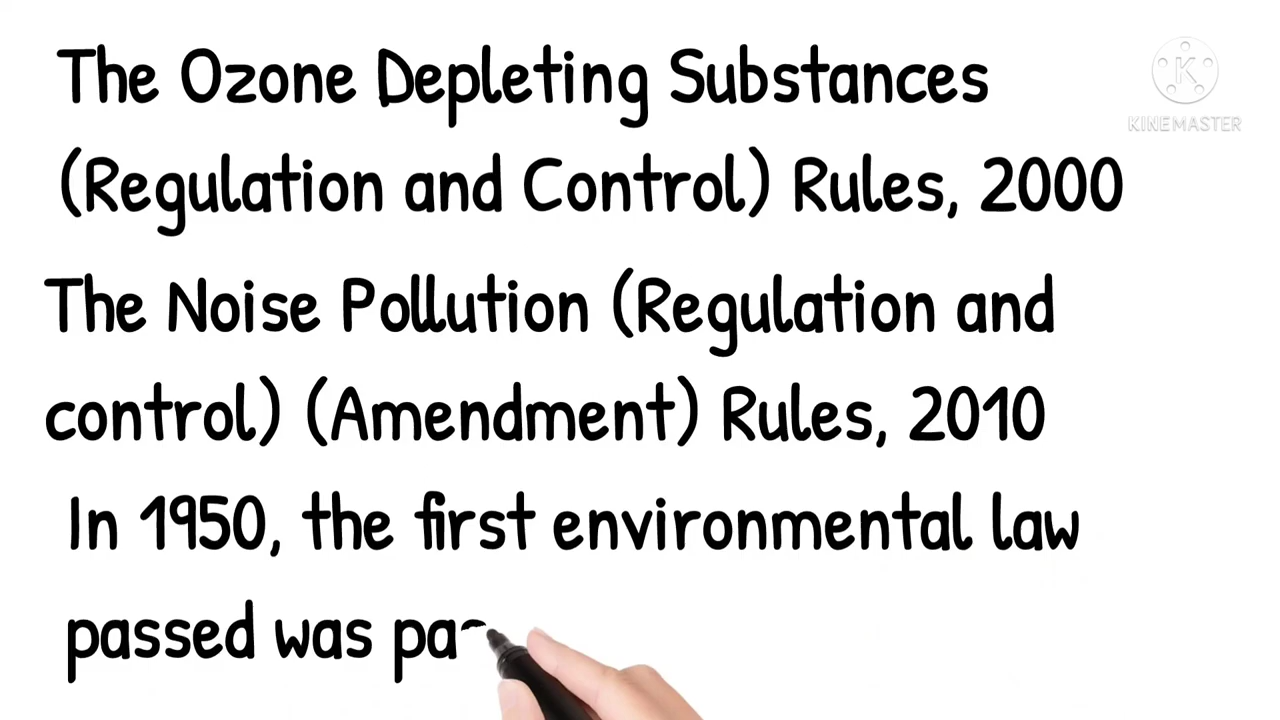 The Ozone Depleting Substances
KINEMASTER
(Regulation and Control) Rules, 2000
The Noise Pollution (Regulation and
control) (Amendment) Rules, 2010
In 1950, the first environmental law
passed was